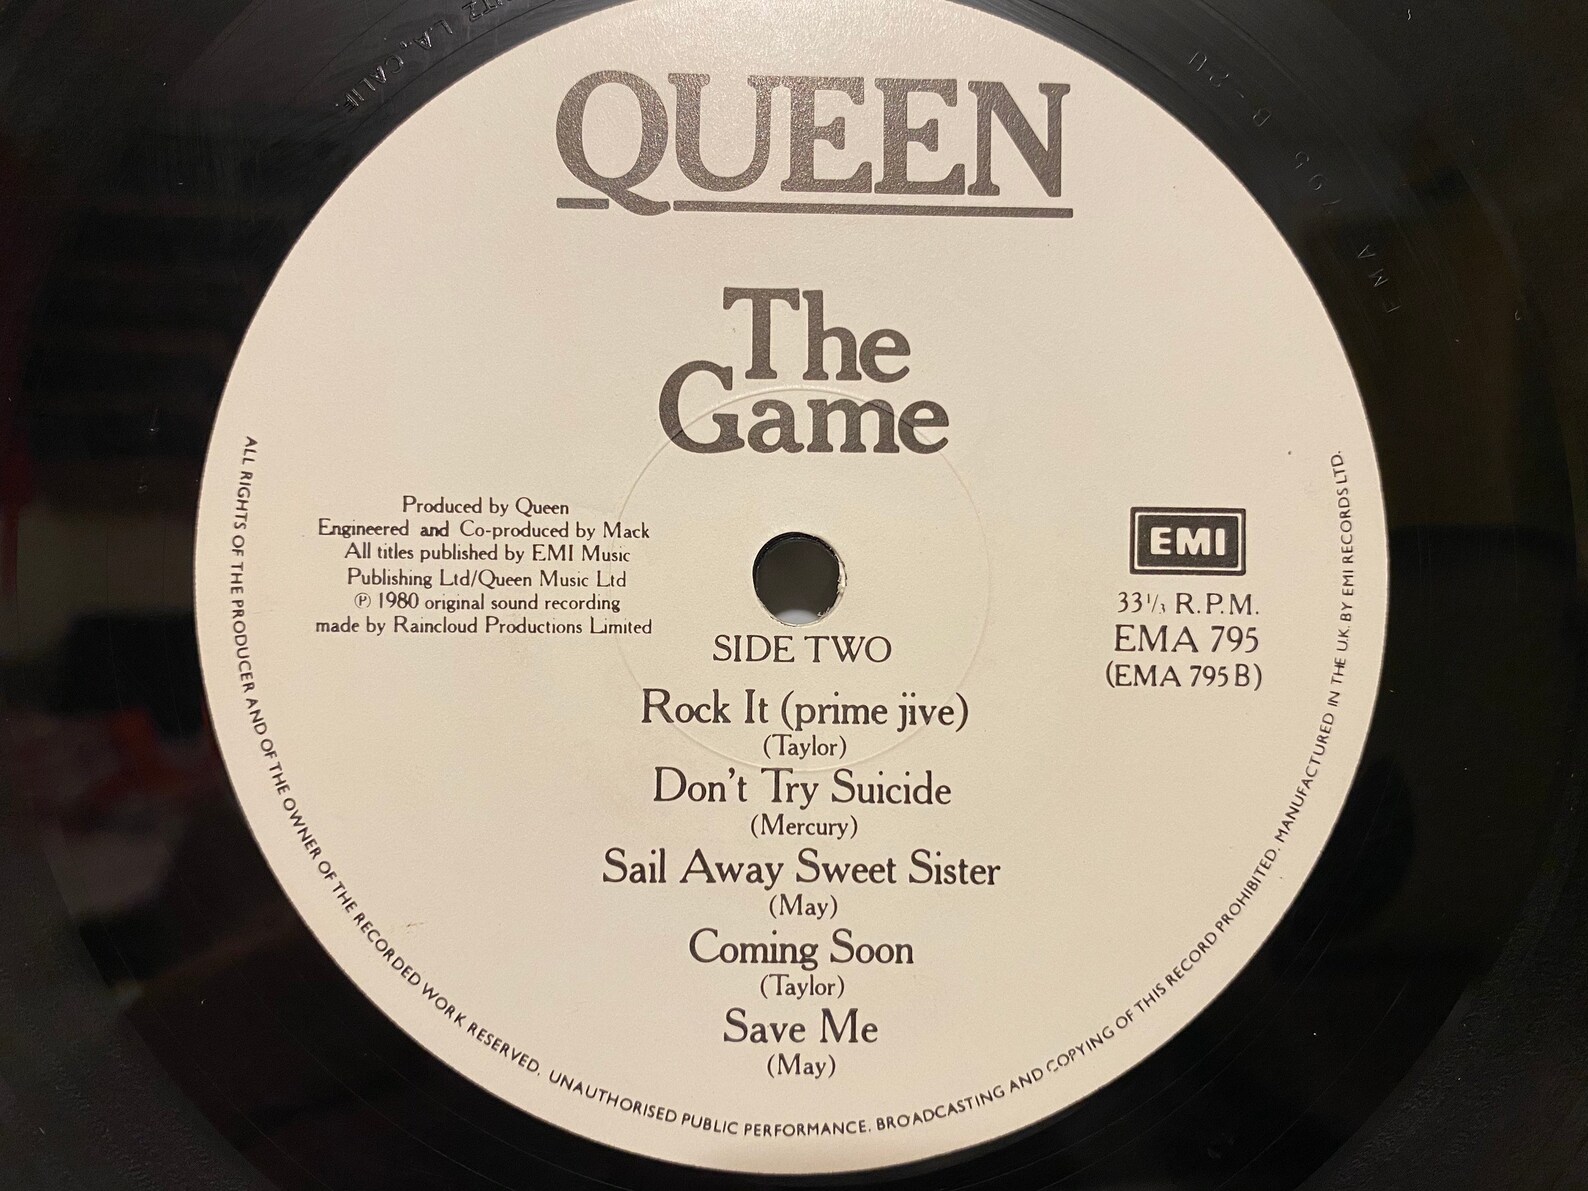 QUEEN
The
Game
Produced by Queen
Engineered and Co-produced by Mack
All titles published by EMI Music
Publishing Ltd/Queen Music Ltd
℗ 1980 original sound recording
made by Raincloud Productions Limited
EMI
33⅓ R.P.M.
EMA 795
(EMA 795 B)
SIDE TWO
Rock It (prime jive)
(Taylor)
Don't Try Suicide
(Mercury)
Sail Away Sweet Sister
(May)
Coming Soon
(Taylor)
Save Me
(May)
ALL RIGHTS OF THE PRODUCER AND OF THE OWNER OF THE RECORDED WORK RESERVED. UNAUTHORISED PUBLIC PERFORMANCE. BROADCASTING AND COPYING OF THIS RECORD PROHIBITED. MANUFACTURED IN THE U.K. BY EMI RECORDS LTD.
L.A, CALIF.
EMA 795 B-2U